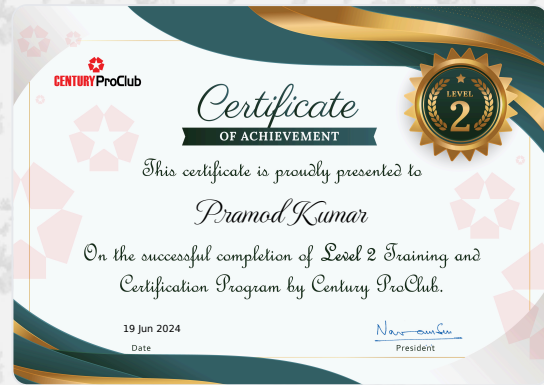 CENTURY ProClub
LEVEL
2
Certificate
OF ACHIEVEMENT
This certificate is proudly presented to
Pramod Kumar
On the successful completion of Level 2 Training and
Certification Program by Century ProClub.
19 Jun 2024
Date
President